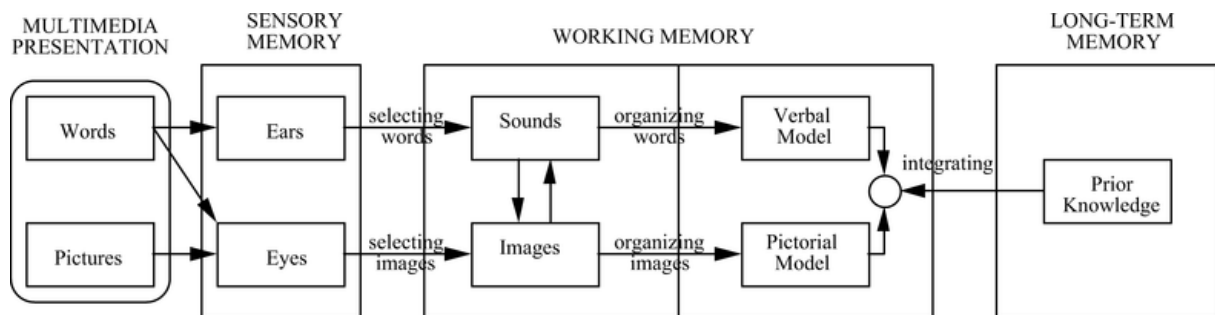 MULTIMEDIA
PRESENTATION
SENSORY
MEMORY
WORKING MEMORY
LONG-TERM
MEMORY
Words
Ears
selecting
words
Sounds
organizing
words
Verbal
Model
integrating
Prior
Knowledge
Pictures
Eyes
selecting
images
Images
organizing
images
Pictorial
Model